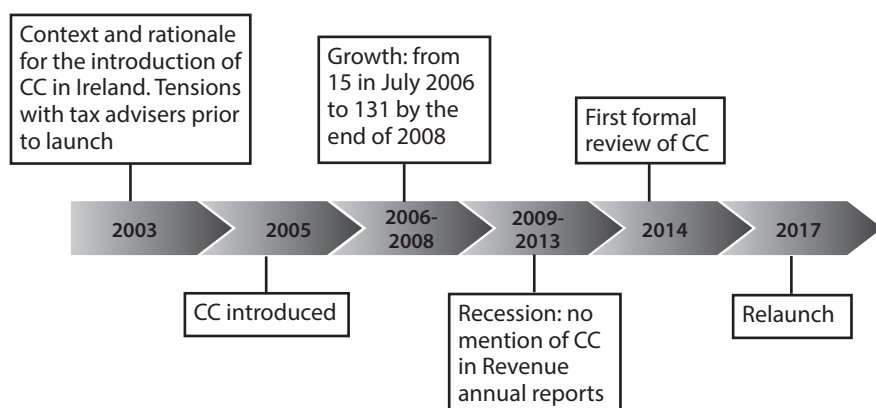 Context and rationale
for the introduction of
CC in Ireland. Tensions
with tax advisers prior
to launch
Growth: from
15 in July 2006
to 131 by the
end of 2008
First formal
review of CC
2003
2005
2006-
2008
2009-
2013
2014
2017
CC introduced
Recession: no
mention of CC
in Revenue
annual reports
Relaunch